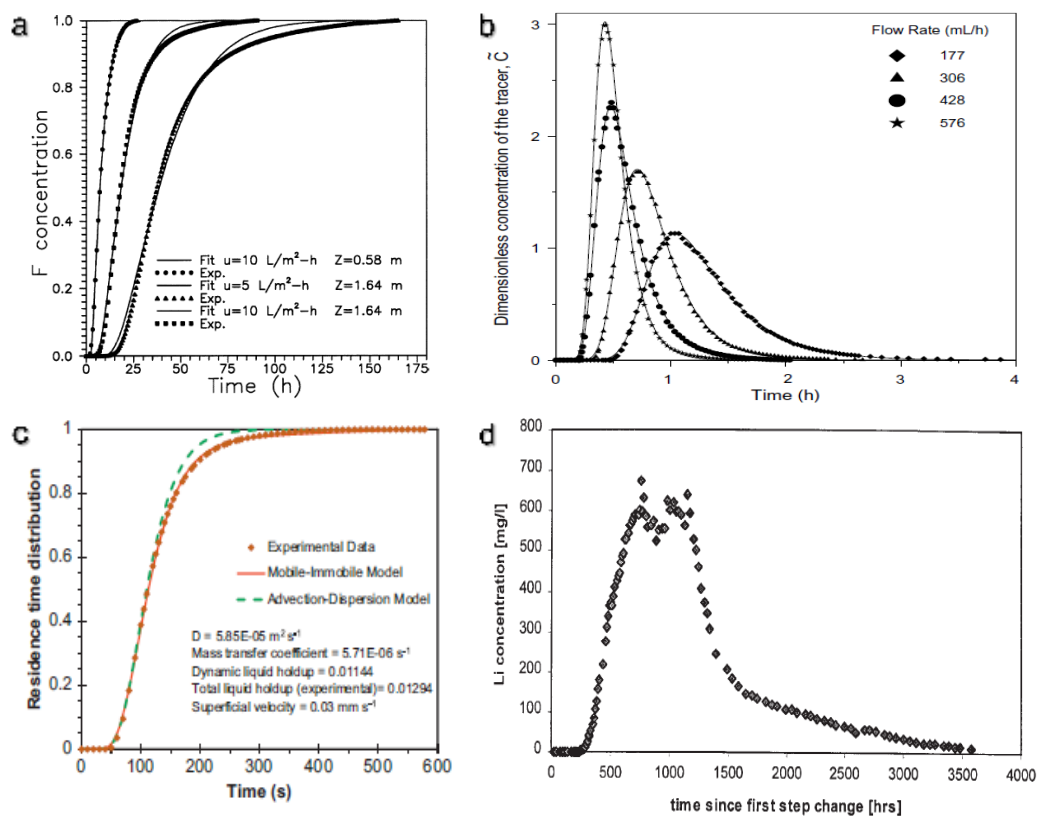 a
F concentration
1.0
0.8
0.6
0.4
0.2
0.0
Fit u=10 L/m²-h Z=0.58 m
Exp.
Fit u=5 L/m²-h Z=1.64 m
Exp.
Fit u=10 L/m²-h Z=1.64 m
Exp.
0 25 50 75 100 125 150 175
Time (h)
b
Dimensionless concentration of the tracer, C̃
3
2
1
0
Flow Rate (mL/h)
177
306
428
576
0 1 2 3 4
Time (h)
c
Residence time distribution
1
0.8
0.6
0.4
0.2
0
Experimental Data
Mobile-Immobile Model
Advection-Dispersion Model
D = 5.85E-05 m² s⁻¹
Mass transfer coefficient = 5.71E-06 s⁻¹
Dynamic liquid holdup = 0.01144
Total liquid holdup (experimental)= 0.01294
Superficial velocity = 0.03 mm s⁻¹
0 100 200 300 400 500 600
Time (s)
d
Li concentration [mg/l]
800
700
600
500
400
300
200
100
0
0 500 1000 1500 2000 2500 3000 3500 4000
time since first step change [hrs]